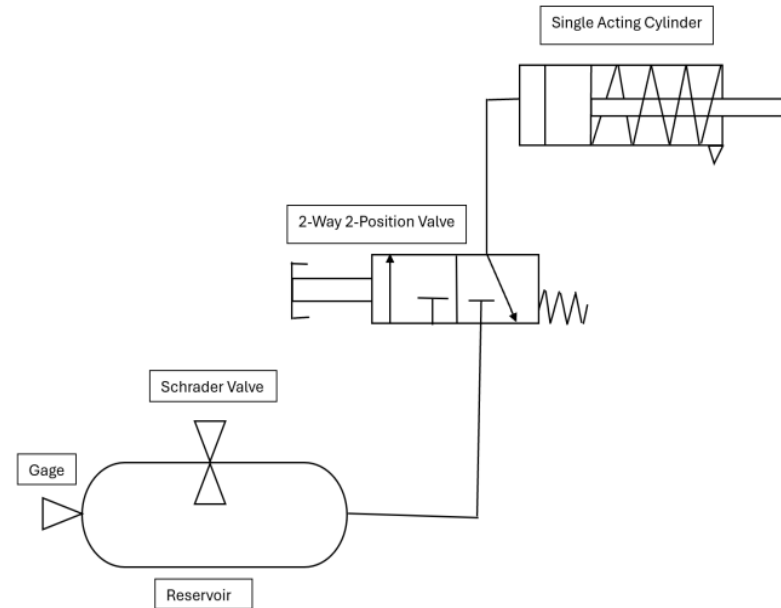 Single Acting Cylinder
2-Way 2-Position Valve
Schrader Valve
Gage
Reservoir